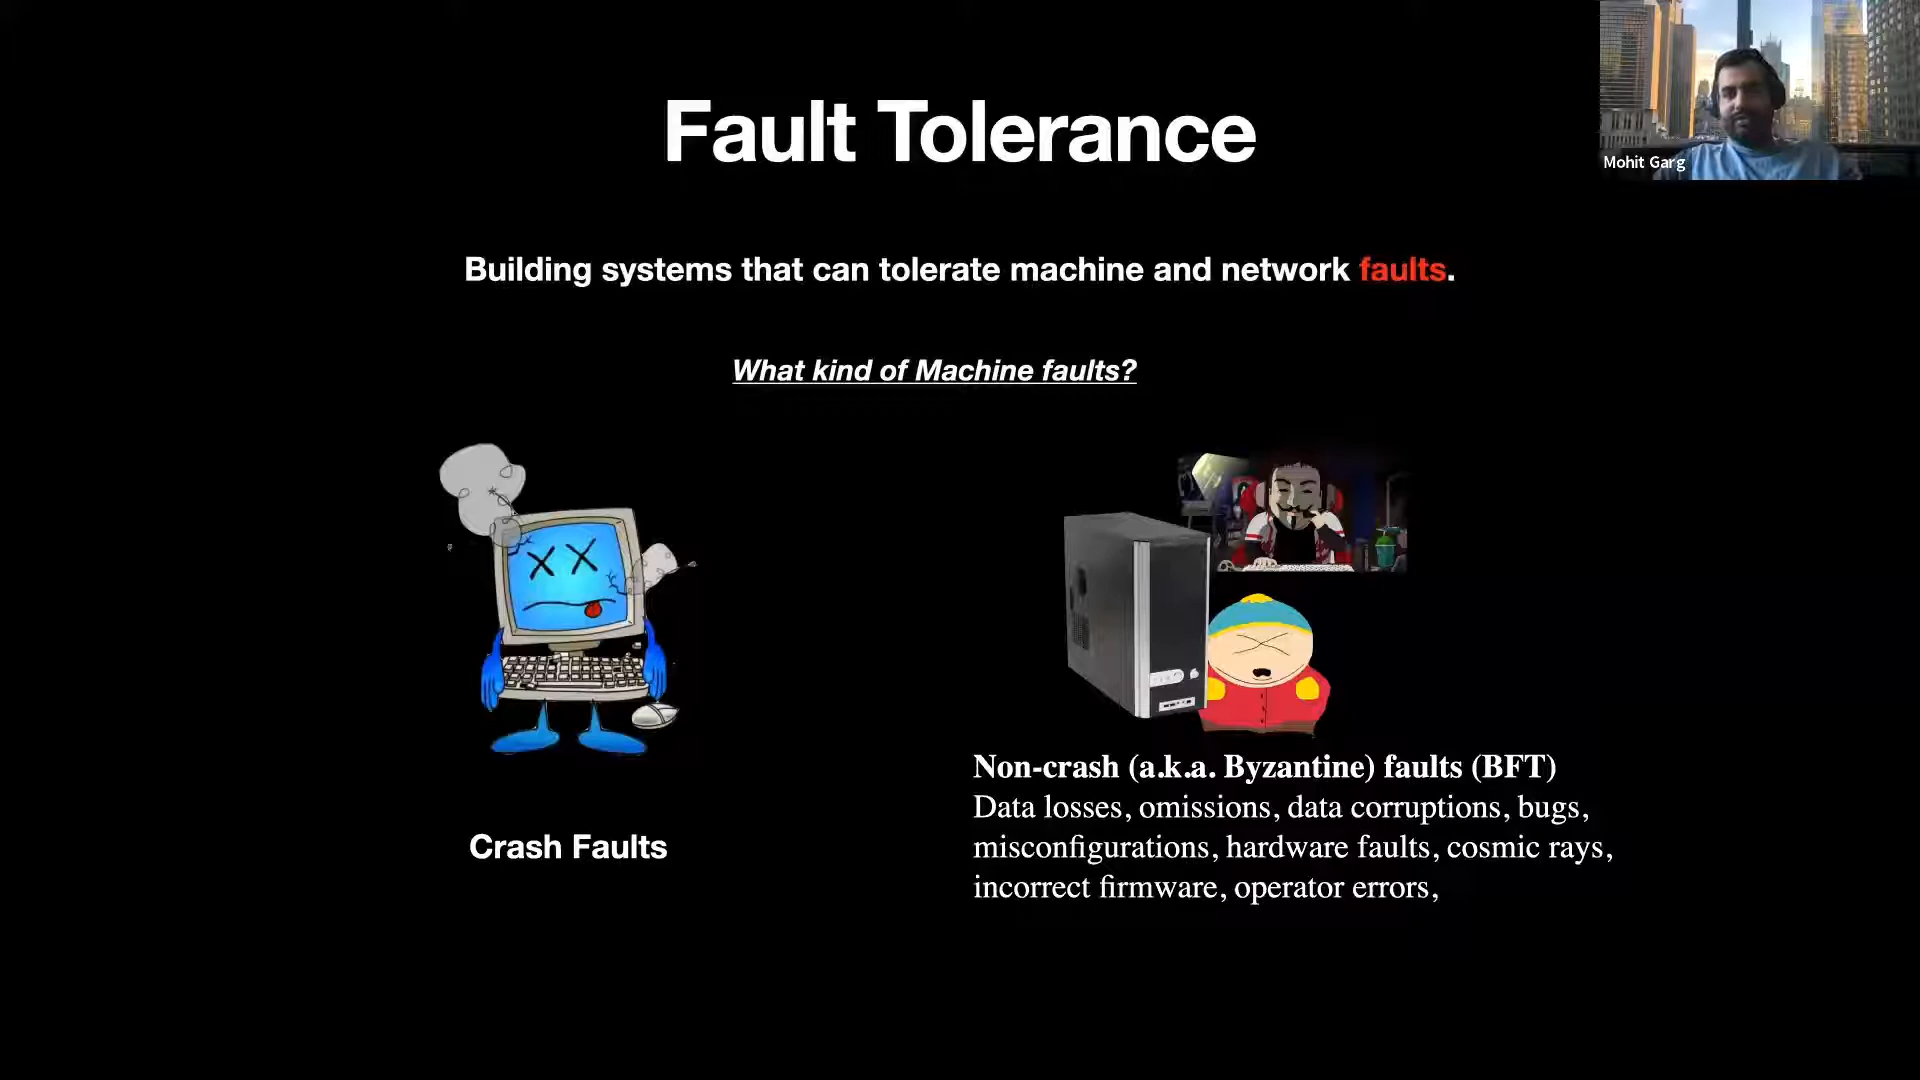 Fault Tolerance
Mohit Garg
Building systems that can tolerate machine and network faults.
What kind of Machine faults?
Crash Faults
Non-crash (a.k.a. Byzantine) faults (BFT)
Data losses, omissions, data corruptions, bugs,
misconfigurations, hardware faults, cosmic rays,
incorrect firmware, operator errors,